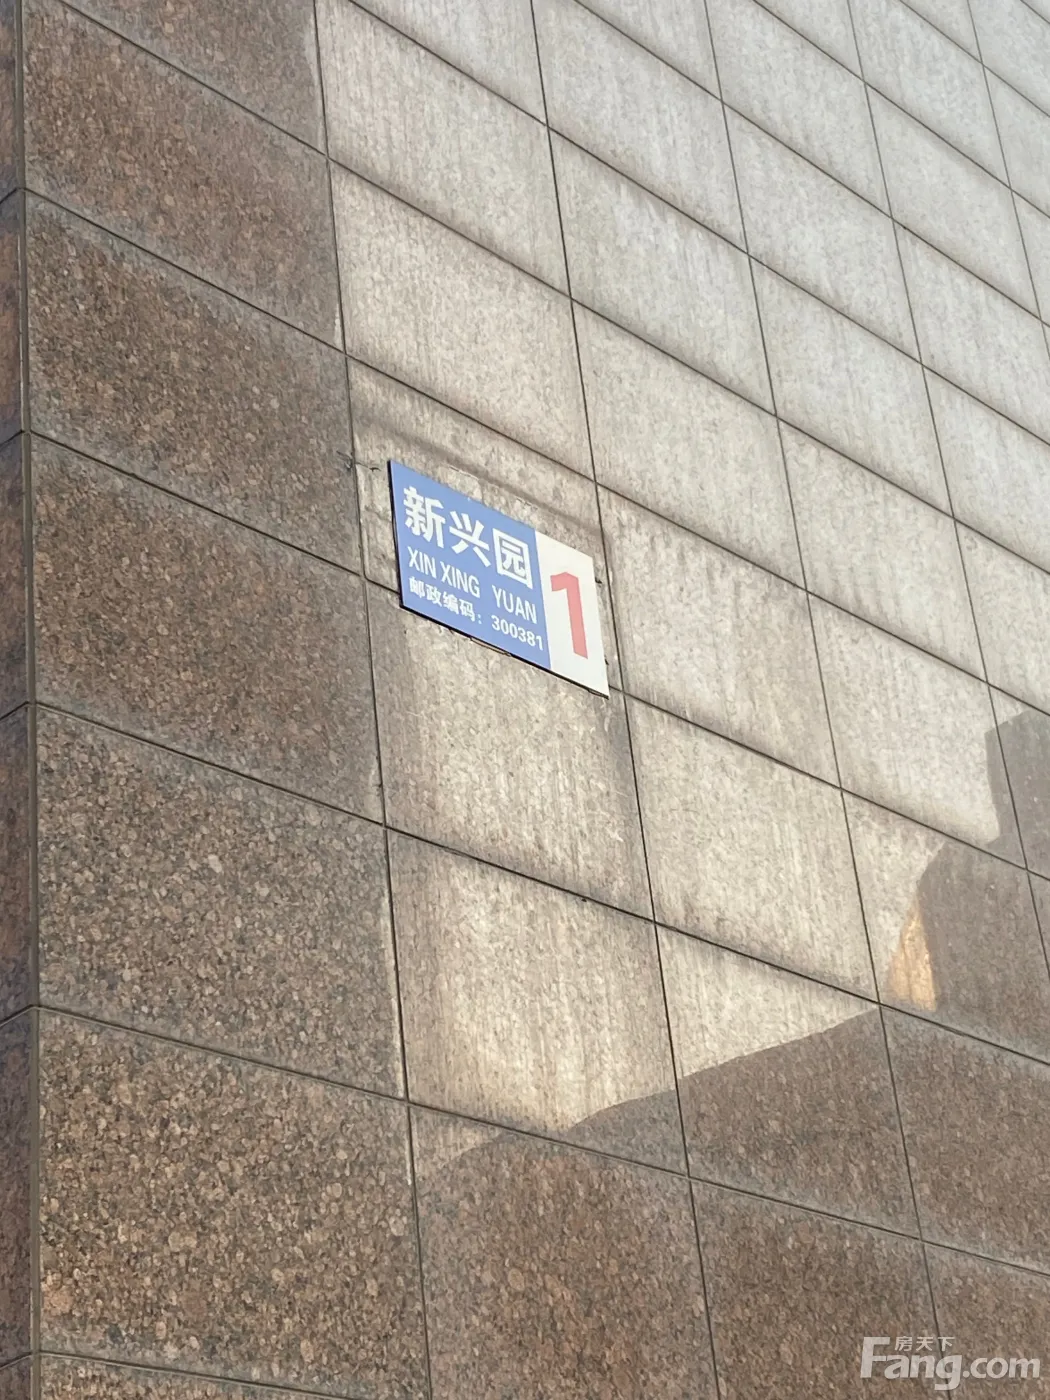 新兴园
XIN XING YUAN
邮政编码：300381
1
房天下
Fang.com